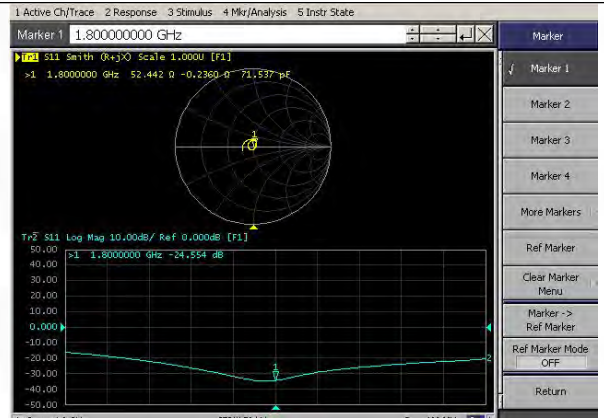 1 Active Ch/Trace 2 Response 3 Stimulus 4 Mkr/Analysis 5 Instr State
Marker 1 1.800000000 GHz
Marker
Tr1 S11 Smith (R+jX) Scale 1.000U [F1]
>1 1.8000000 GHz 52.442 Ω -0.2360 Ω 71.537 pF
1
√ Marker 1
Marker 2
Marker 3
Marker 4
More Markers
Ref Marker
Clear Marker
Menu
Marker ->
Ref Marker
Ref Marker Mode
OFF
Return
Tr2 S11 Log Mag 10.00dB/ Ref 0.000dB [F1]
50.00
>1 1.8000000 GHz -24.554 dB
40.00
30.00
20.00
10.00
0.000
-10.00
-20.00
-30.00
-40.00
-50.00
1
2